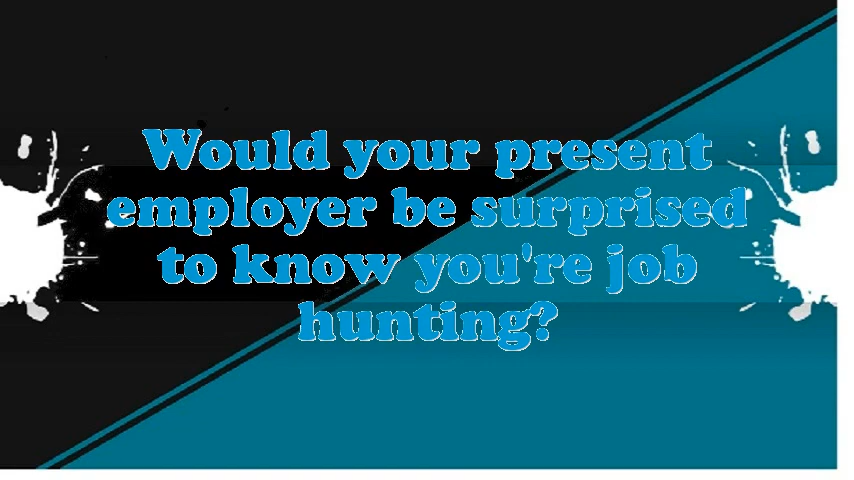 Would your present
employer be surprised
to know you're job
hunting?